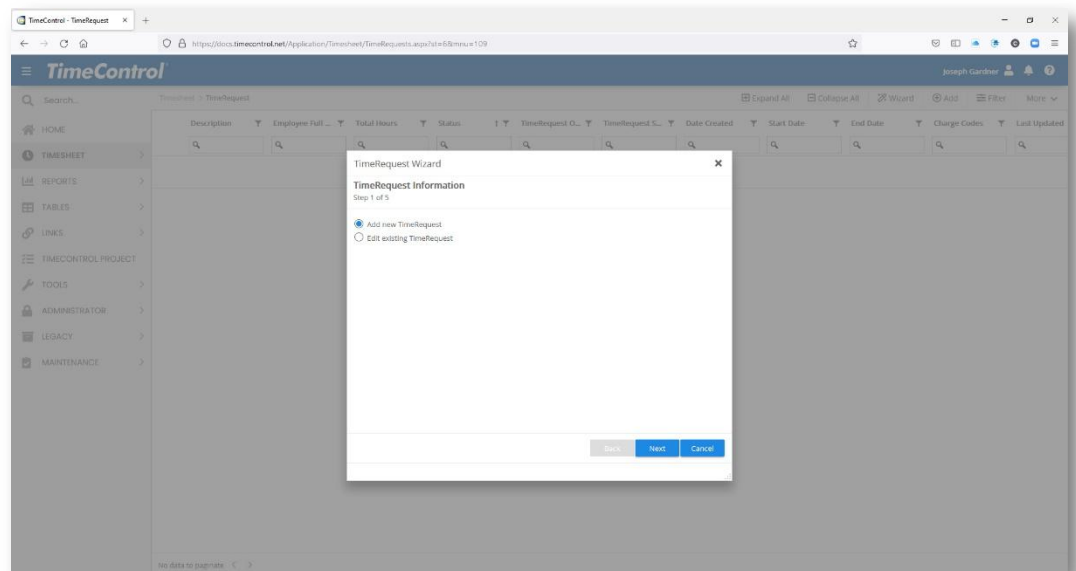 TimeControl - TimeRequest
https://docs.timecontrol.net/Application/Timesheet/TimeRequests.aspx?st=6&mnu=109
TimeControl
Joseph Gardner
Search...
Timesheet > TimeRequest
Expand All Collapse All Wizard Add Filter More
Description Employee Full ... Total Hours Status 1 TimeRequest O... TimeRequest S... Date Created Start Date End Date Charge Codes Last Updated
HOME
TIMESHEET
REPORTS
TABLES
LINKS
TIMECONTROL PROJECT
TOOLS
ADMINISTRATOR
LEGACY
MAINTENANCE
TimeRequest Wizard
TimeRequest Information
Step 1 of 5
Add new TimeRequest
Edit existing TimeRequest
Back Next Cancel
No data to paginate